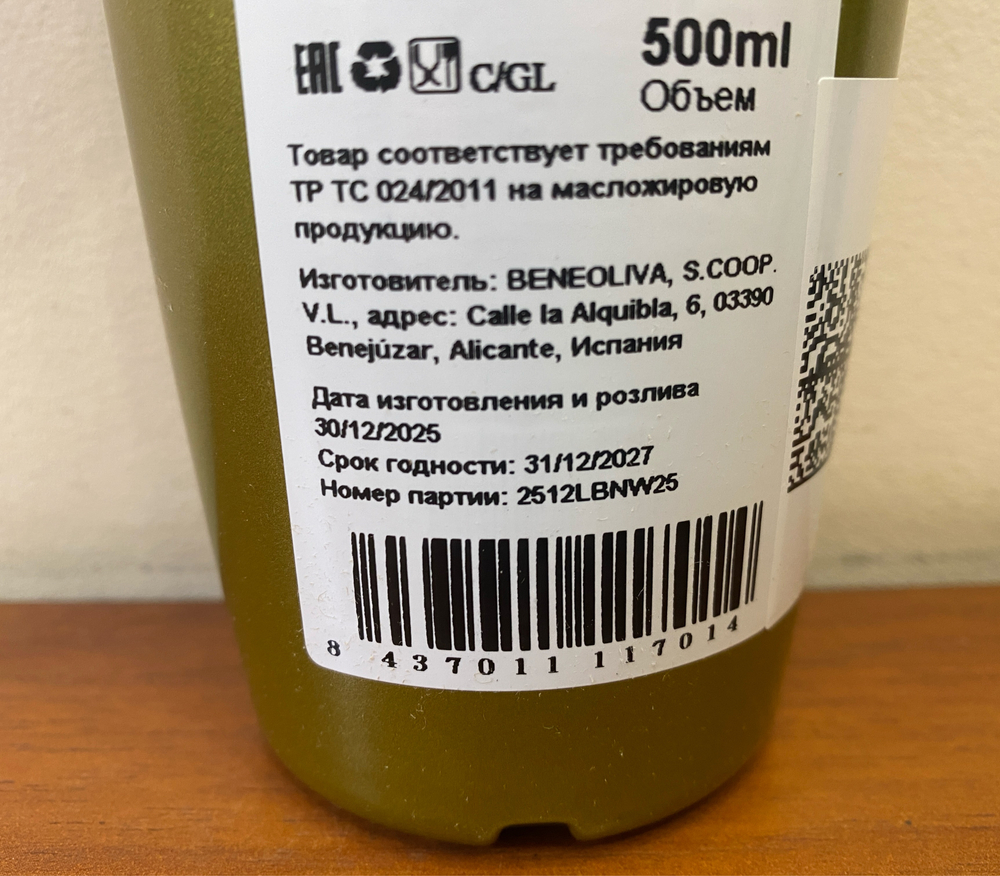 EAC C/GL
500ml
Объем
Товар соответствует требованиям
ТР ТС 024/2011 на масложировую
продукцию.
Изготовитель: BENEOLIVA, S.COOP.
V.L., адрес: Calle la Alquibla, 6, 03390
Benejúzar, Alicante, Испания
Дата изготовления и розлива
30/12/2025
Срок годности: 31/12/2027
Номер партии: 2512LBNW25
8 437011 117014